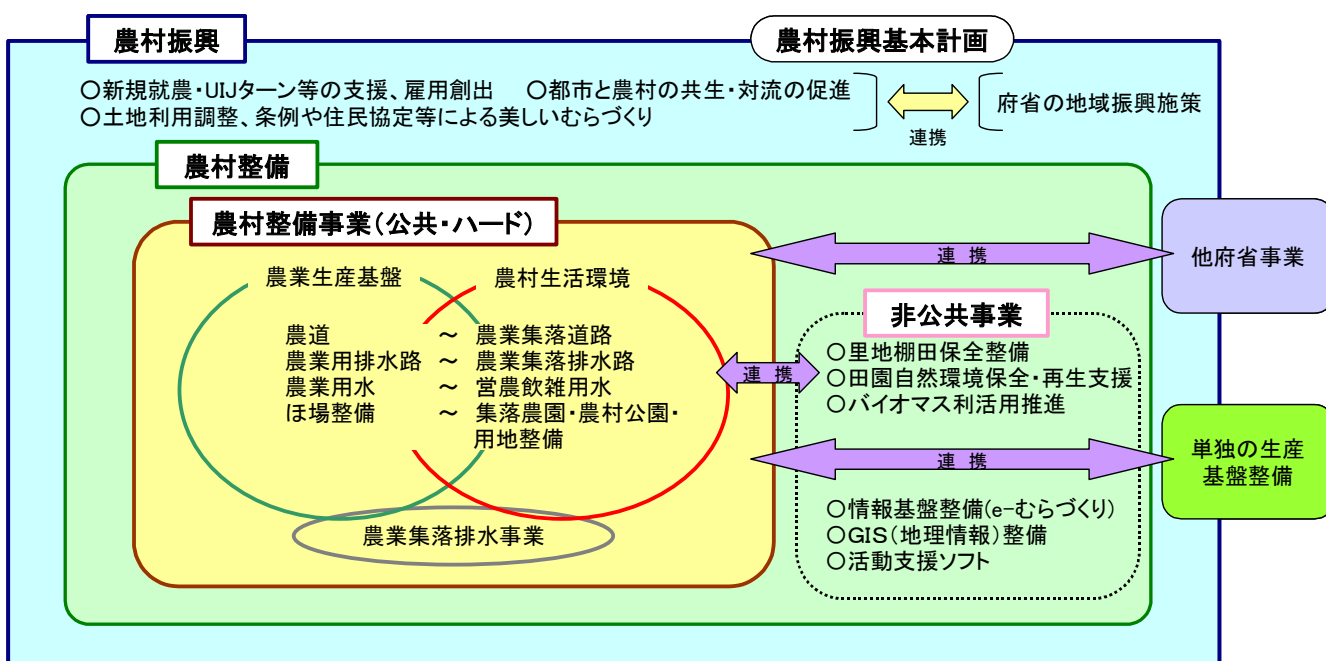 農村振興
農村振興基本計画
○新規就農・UIJターン等の支援、雇用創出 ○都市と農村の共生・対流の促進
○土地利用調整、条例や住民協定等による美しいむらづくり
連携
府省の地域振興施策
農村整備
農村整備事業(公共・ハード)
農業生産基盤
農村生活環境
農道 ～ 農業集落道路
農業用排水路 ～ 農業集落排水路
農業用水 ～ 営農飲雑用水
ほ場整備 ～ 集落農園・農村公園・
用地整備
農業集落排水事業
連 携
他府省事業
連 携
非公共事業
○里地棚田保全整備
○田園自然環境保全・再生支援
○バイオマス利活用推進
連 携
単独の生産
基盤整備
○情報基盤整備(e-むらづくり)
○GIS(地理情報)整備
○活動支援ソフト